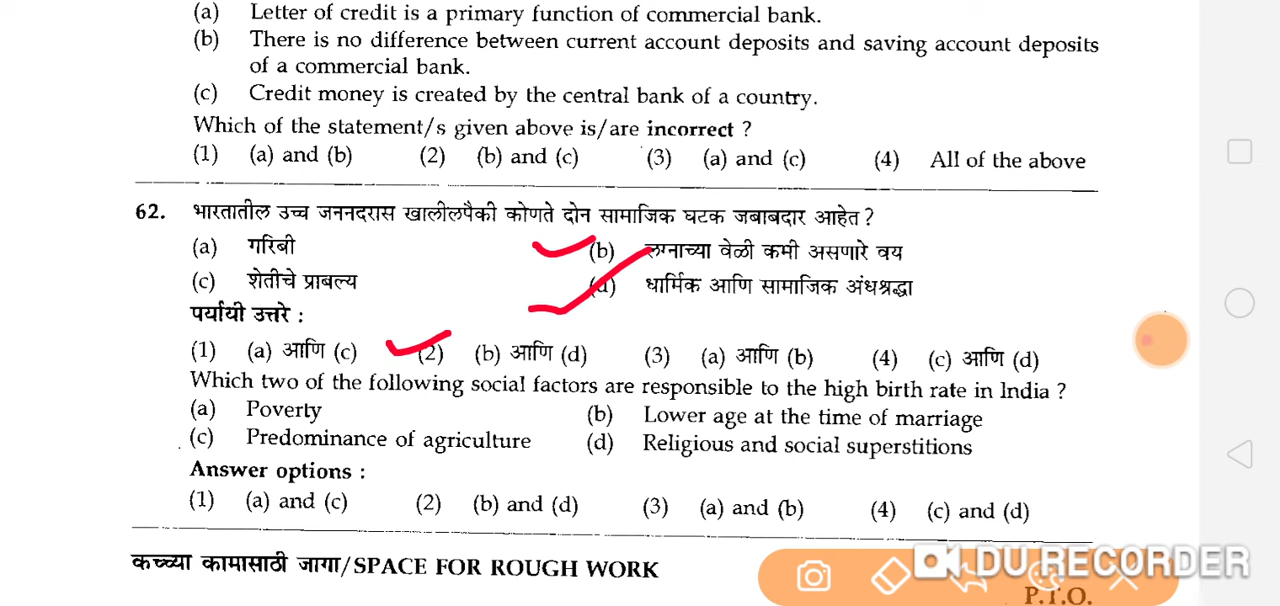 (a) Letter of credit is a primary function of commercial bank.
(b) There is no difference between current account deposits and saving account deposits
of a commercial bank.
(c) Credit money is created by the central bank of a country.
Which of the statement/s given above is/are incorrect ?
(1) (a) and (b) (2) (b) and (c) (3) (a) and (c) (4) All of the above
62. भारतातील उच्च जननदरास खालीलपैकी कोणते दोन सामाजिक घटक जबाबदार आहेत ?
(a) गरिबी (b) लग्नाच्या वेळी कमी असणारे वय
(c) शेतीचे प्राबल्य (d) धार्मिक आणि सामाजिक अंधश्रद्धा
पर्यायी उत्तरे :
(1) (a) आणि (c) (2) (b) आणि (d) (3) (a) आणि (b) (4) (c) आणि (d)
Which two of the following social factors are responsible to the high birth rate in India ?
(a) Poverty (b) Lower age at the time of marriage
(c) Predominance of agriculture (d) Religious and social superstitions
Answer options :
(1) (a) and (c) (2) (b) and (d) (3) (a) and (b) (4) (c) and (d)
कच्च्या कामासाठी जागा/SPACE FOR ROUGH WORK
DU RECORDER
P.T.O.